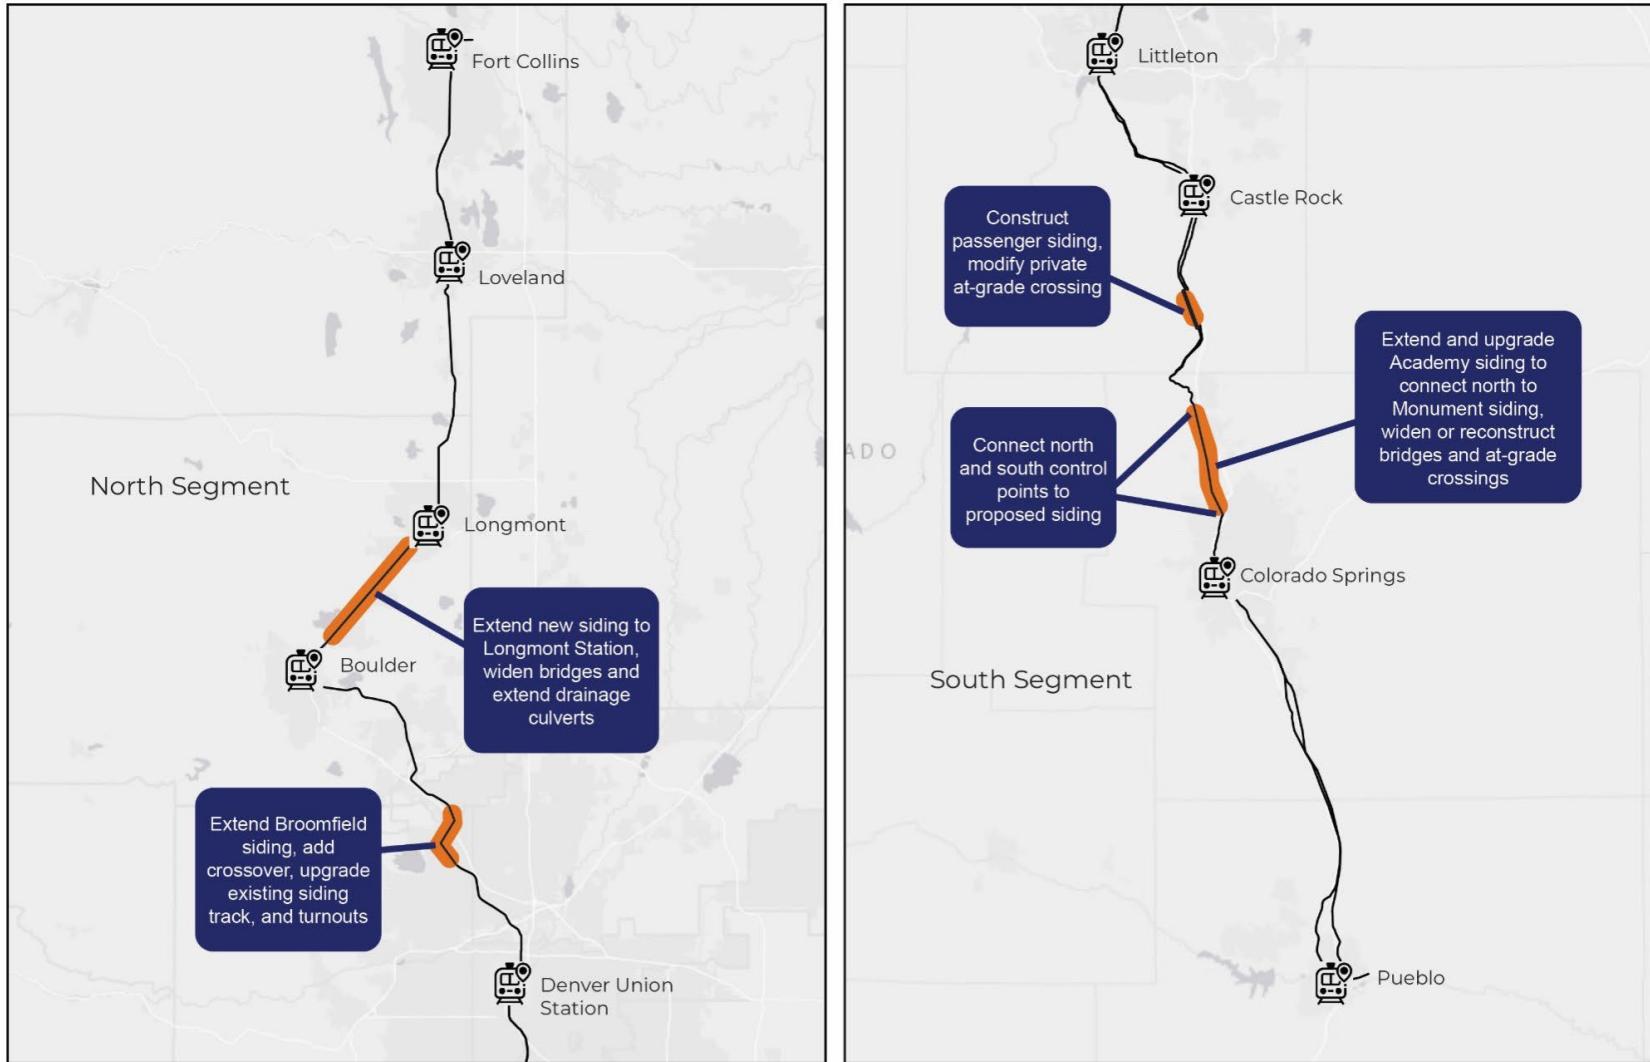 Fort Collins
Loveland
North Segment
Longmont
Extend new siding to
Longmont Station,
widen bridges and
extend drainage
culverts
Boulder
Extend Broomfield
siding, add
crossover, upgrade
existing siding
track, and turnouts
Denver Union
Station
Littleton
Castle Rock
Construct
passenger siding,
modify private
at-grade crossing
Extend and upgrade
Academy siding to
connect north to
Monument siding,
widen or reconstruct
bridges and at-grade
crossings
ADO
Connect north
and south control
points to
proposed siding
Colorado Springs
South Segment
Pueblo